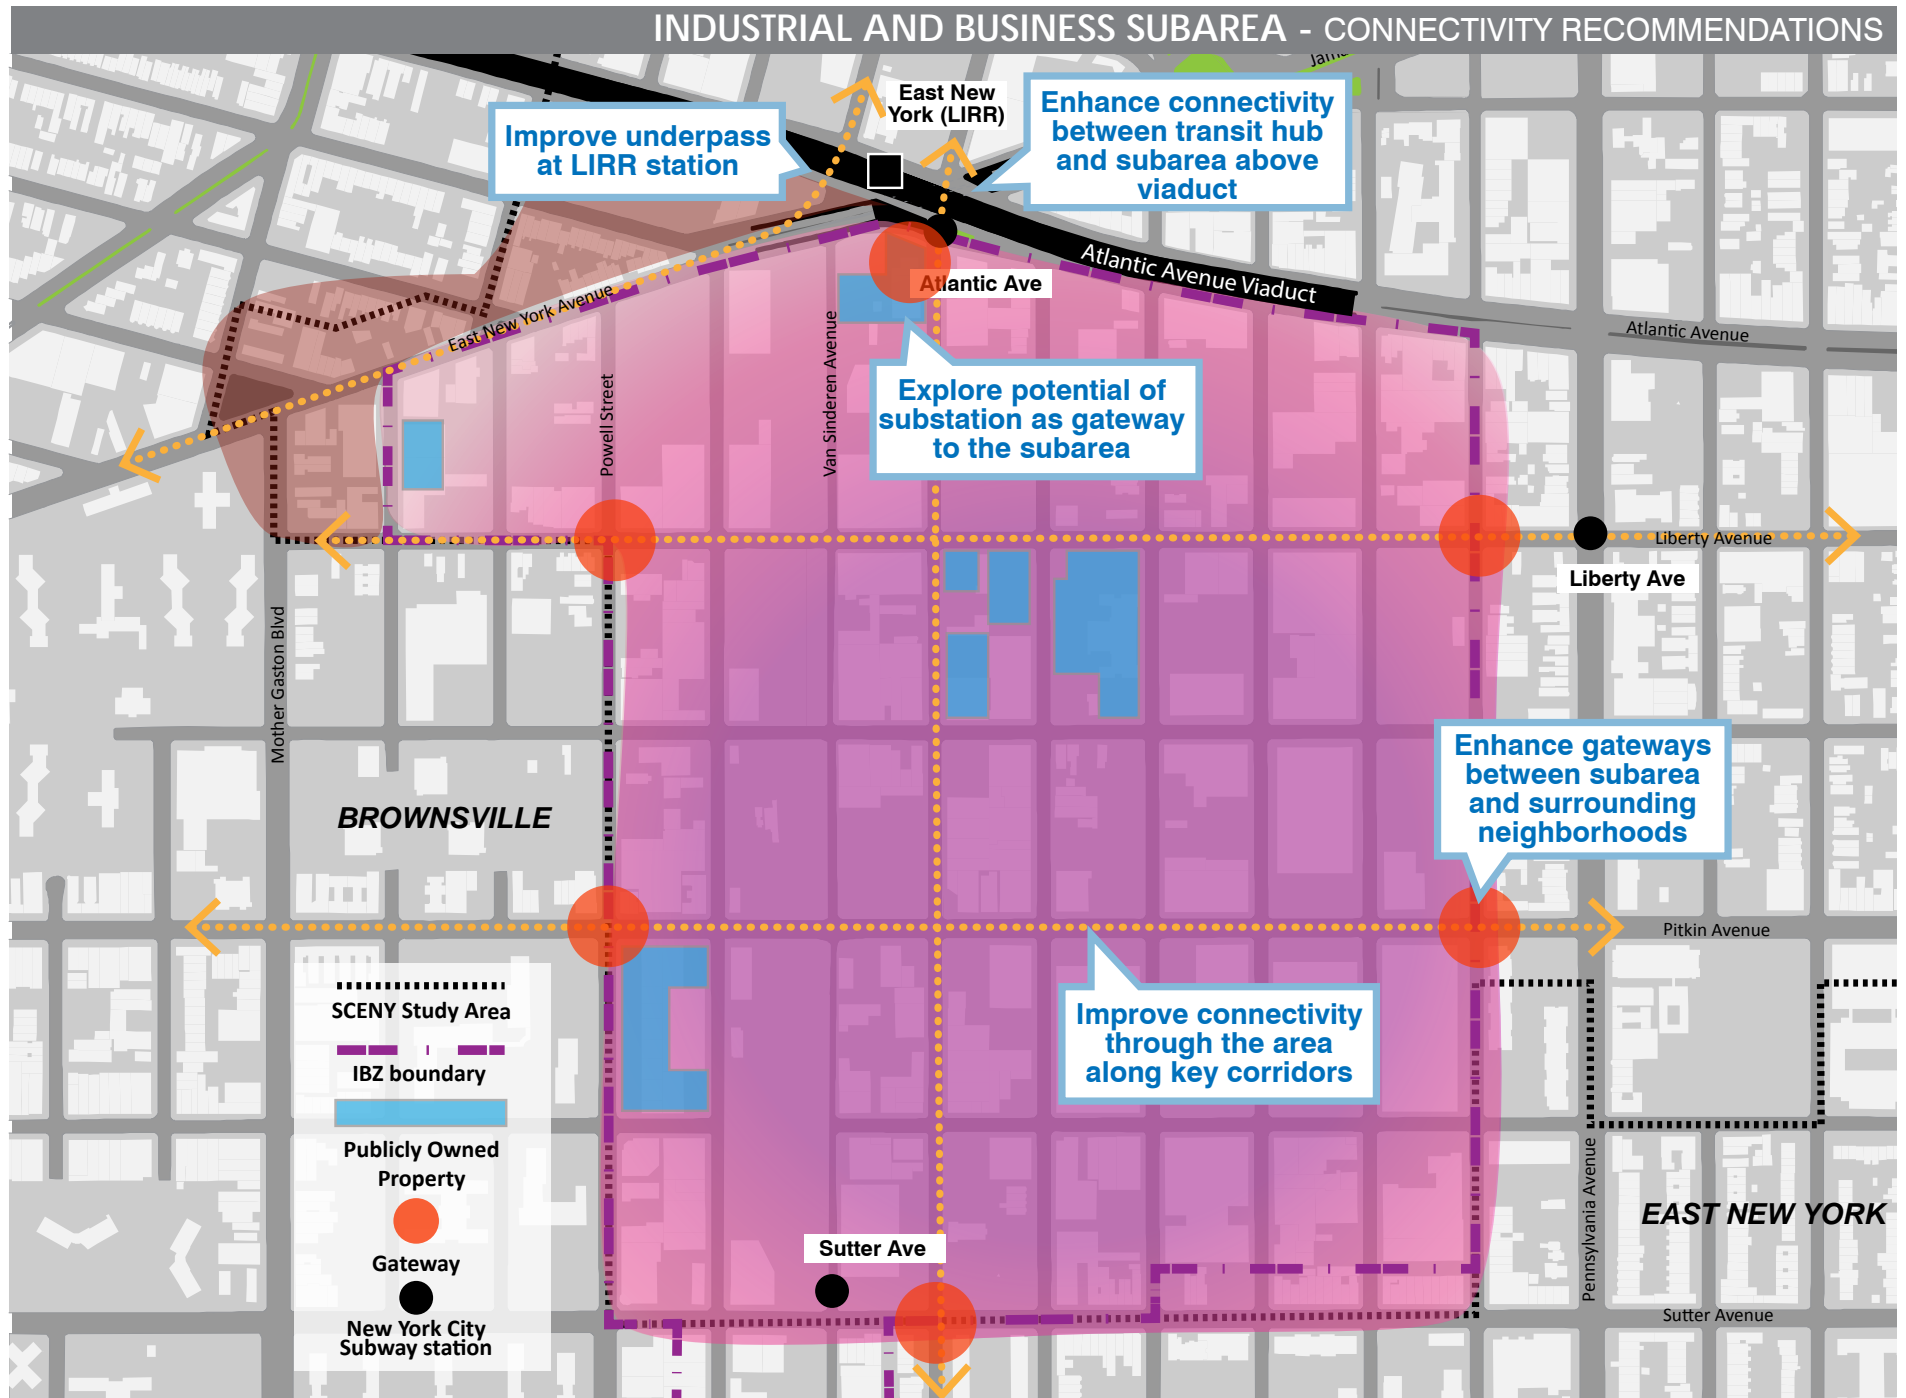 INDUSTRIAL AND BUSINESS SUBAREA - CONNECTIVITY RECOMMENDATIONS
East New
York (LIRR)
Improve underpass
at LIRR station
Enhance connectivity
between transit hub
and subarea above
viaduct
Atlantic Avenue Viaduct
Atlantic Ave
East New York Avenue
Atlantic Avenue
Van Sinderen Avenue
Powell Street
Explore potential of
substation as gateway
to the subarea
Liberty Avenue
Liberty Ave
Mother Gaston Blvd
BROWNSVILLE
Enhance gateways
between subarea
and surrounding
neighborhoods
Pitkin Avenue
Improve connectivity
through the area
along key corridors
SCENY Study Area
IBZ boundary
Publicly Owned
Property
Gateway
New York City
Subway station
Sutter Ave
Pennsylvania Avenue
EAST NEW YORK
Sutter Avenue